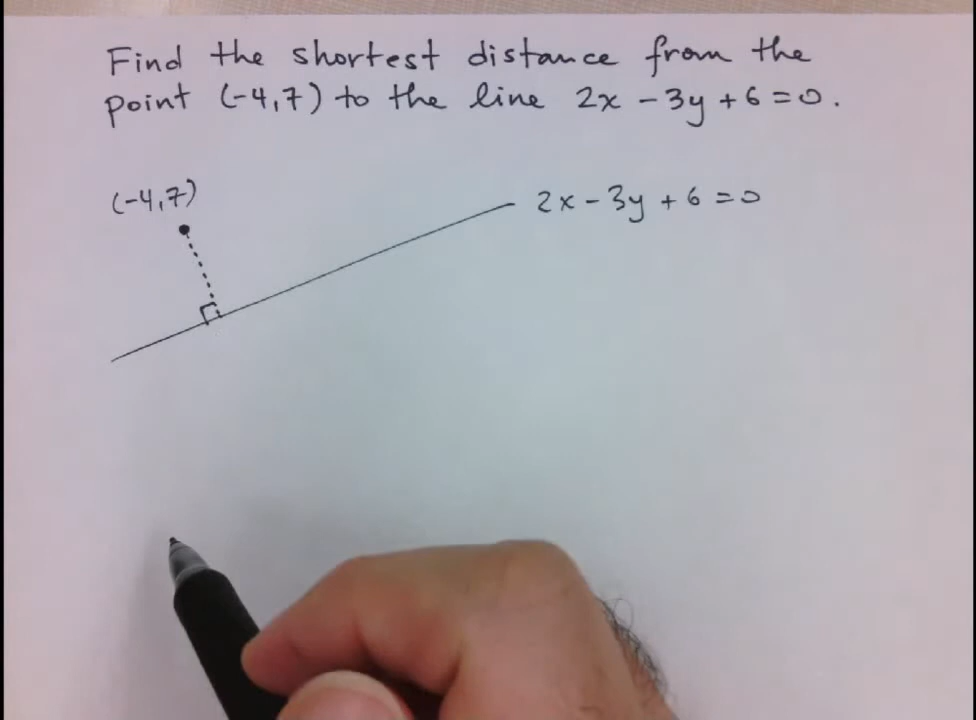 Find the shortest distance from the
point (-4,7) to the line 2x - 3y + 6 = 0.
(-4,7)
2x - 3y + 6 = 0